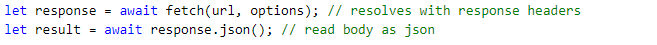 let response = await fetch(url, options); // resolves with response headers
let result = await response.json(); // read body as json